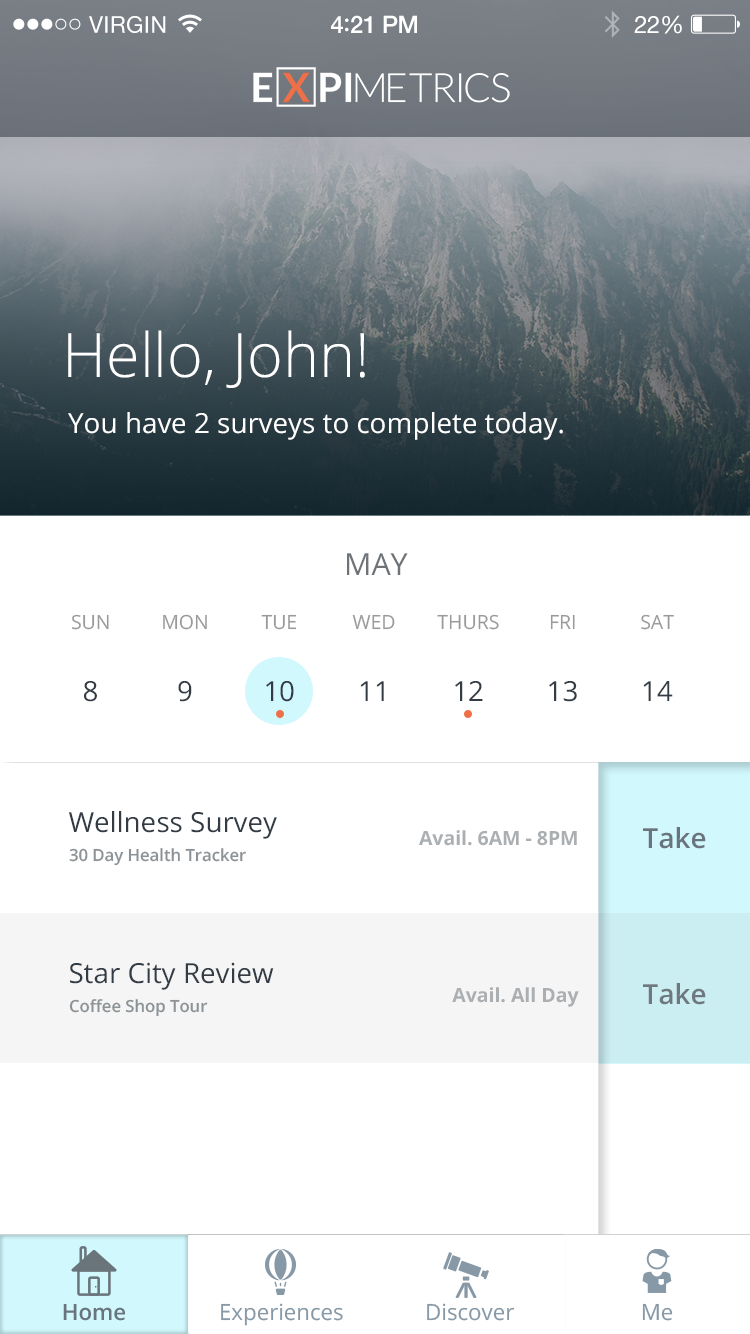 VIRGIN 4:21 PM 22%
EXPIMETRICS
Hello, John!
You have 2 surveys to complete today.
MAY
SUN MON TUE WED THURS FRI SAT
8 9 10 11 12 13 14
Wellness Survey
30 Day Health Tracker
Avail. 6AM - 8PM
Take
Star City Review
Coffee Shop Tour
Avail. All Day
Take
Home Experiences Discover Me